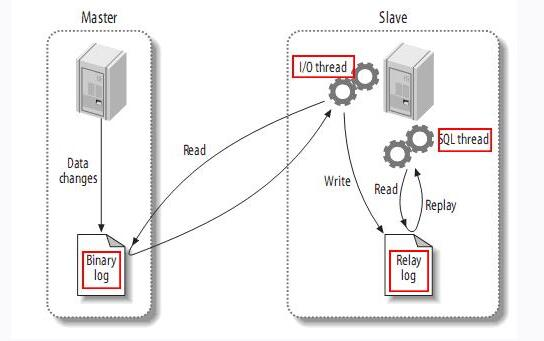 Master
Slave
I/O thread
Read
SQL thread
Data
changes
Write
Read
Replay
Binary
log
Relay
log